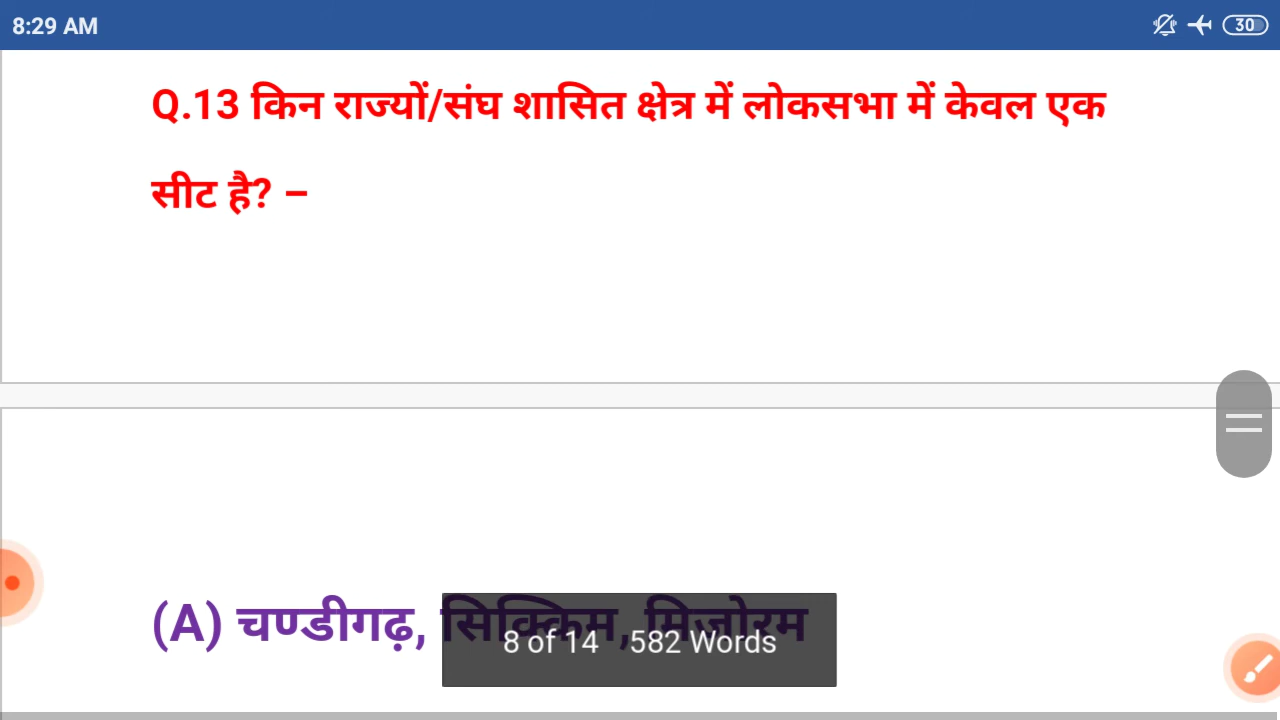 8:29 AM
30
Q.13 किन राज्यों/संघ शासित क्षेत्र में लोकसभा में केवल एक
सीट है? –
(A) चण्डीगढ़, सिक्किम, मिजोरम
8 of 14 582 Words